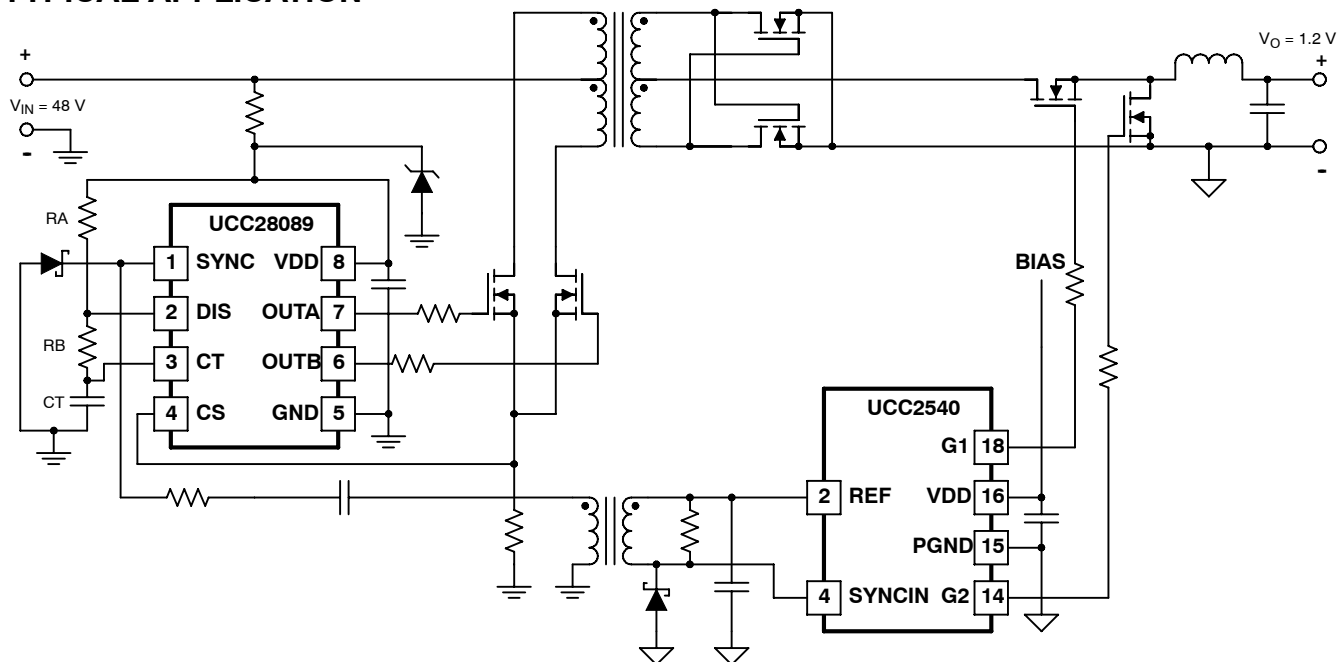 +
V_IN = 48 V
-
V_O = 1.2 V
+
-
RA
RB
CT
UCC28089
1 SYNC VDD 8
2 DIS OUTA 7
3 CT OUTB 6
4 CS GND 5
BIAS
UCC2540
G1 18
2 REF VDD 16
PGND 15
4 SYNCIN G2 14